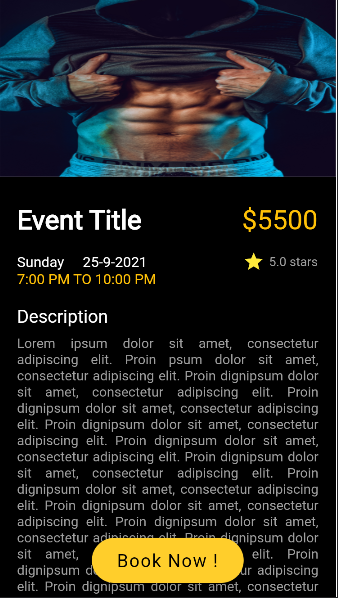 Event Title $5500
Sunday 25-9-2021 5.0 stars
7:00 PM TO 10:00 PM
Description
Lorem ipsum dolor sit amet, consectetur
adipiscing elit. Proin psum dolor sit amet,
consectetur adipiscing elit. Proin dignipsum dolor
sit amet, consectetur adipiscing elit. Proin
dignipsum dolor sit amet, consectetur adipiscing
elit. Proin dignipsum dolor sit amet, consectetur
adipiscing elit. Proin dignipsum dolor sit amet,
consectetur adipiscing elit. Proin dignipsum dolor
sit amet, consectetur adipiscing elit. Proin
dignipsum dolor sit amet, consectetur adipiscing
elit. Proin dignipsum dolor sit amet, consectetur
adipiscing elit. Proin dignipsum dolor sit amet,
consectetur adipiscing elit. Proin dignipsum dolor
sit amet, elit. Proin
Book Now !
dignipsum adipiscing
elit. Proin dignipsum dolor sit amet, consectetur